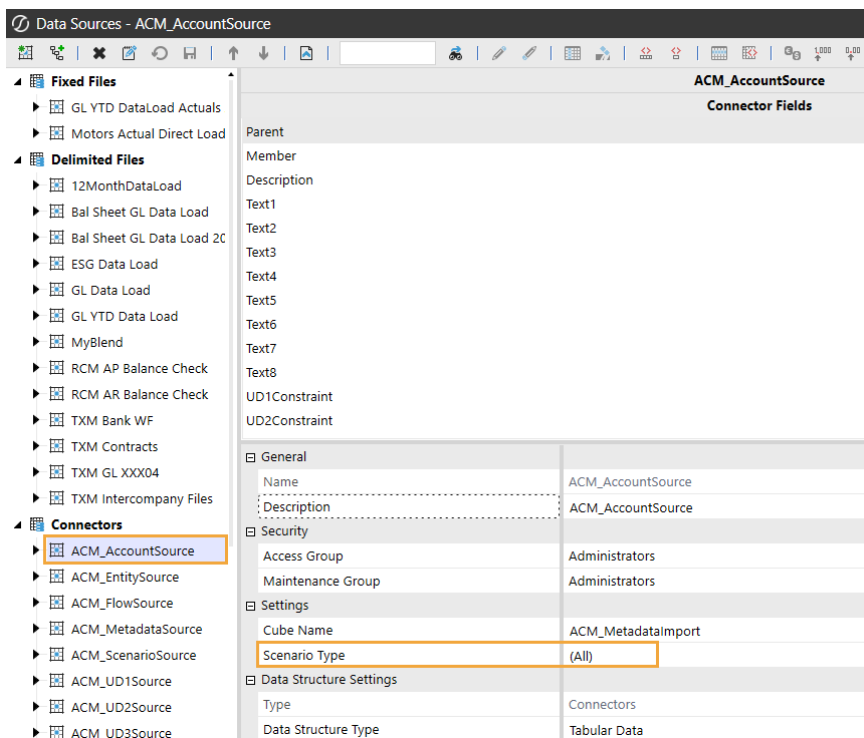 Data Sources - ACM_AccountSource
1,000
0.00
Fixed Files
GL YTD DataLoad Actuals
Motors Actual Direct Load
Delimited Files
12MonthDataLoad
Bal Sheet GL Data Load
Bal Sheet GL Data Load 20
ESG Data Load
GL Data Load
GL YTD Data Load
MyBlend
RCM AP Balance Check
RCM AR Balance Check
TXM Bank WF
TXM Contracts
TXM GL XXX04
TXM Intercompany Files
Connectors
ACM_AccountSource
ACM_EntitySource
ACM_FlowSource
ACM_MetadataSource
ACM_ScenarioSource
ACM_UD1Source
ACM_UD2Source
ACM_UD3Source
ACM_AccountSource
Connector Fields
Parent
Member
Description
Text1
Text2
Text3
Text4
Text5
Text6
Text7
Text8
UD1Constraint
UD2Constraint
General
Name ACM_AccountSource
Description ACM_AccountSource
Security
Access Group Administrators
Maintenance Group Administrators
Settings
Cube Name ACM_MetadataImport
Scenario Type (All)
Data Structure Settings
Type Connectors
Data Structure Type Tabular Data